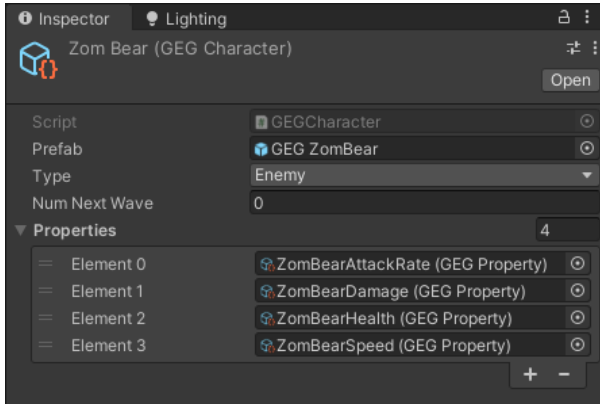 Inspector Lighting
Zom Bear (GEG Character)
Open
Script GEGCharacter
Prefab GEG ZomBear
Type Enemy
Num Next Wave 0
Properties 4
Element 0 ZomBearAttackRate (GEG Property)
Element 1 ZomBearDamage (GEG Property)
Element 2 ZomBearHealth (GEG Property)
Element 3 ZomBearSpeed (GEG Property)
+ -